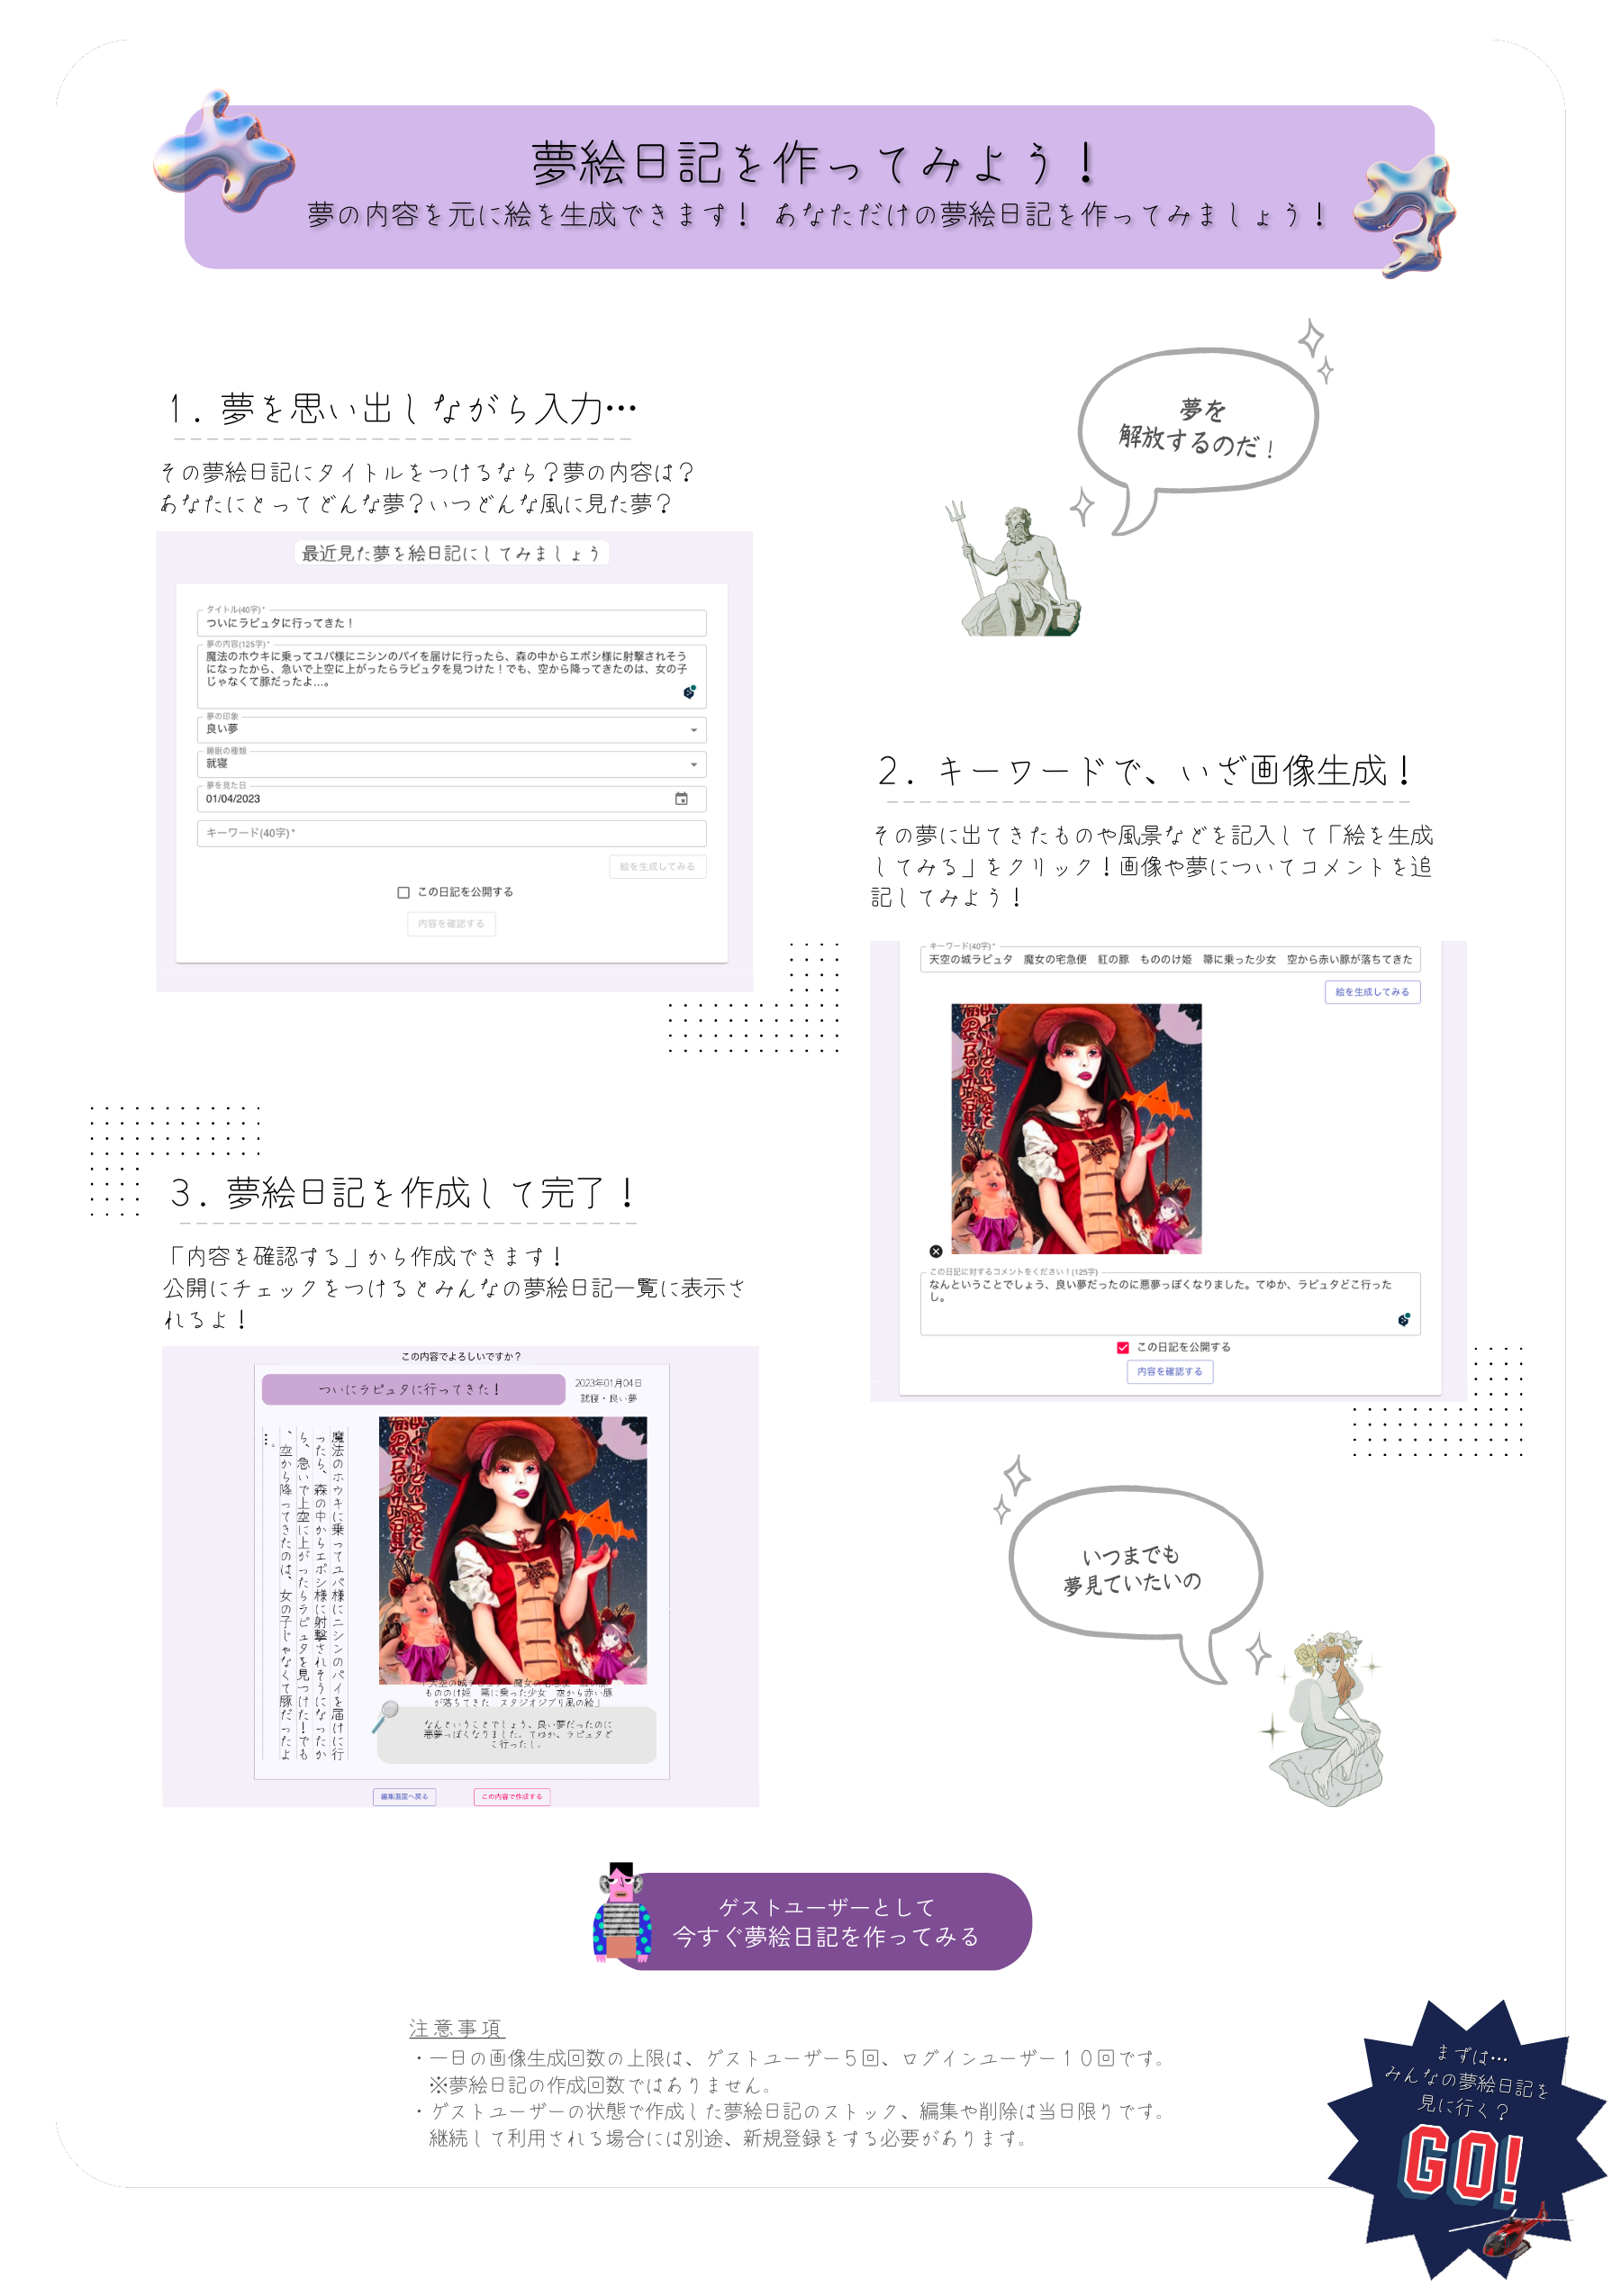 夢絵日記を作ってみよう！
夢の内容を元に絵を生成できます！ あなただけの夢絵日記を作ってみましょう！
夢を
解放するのだ！
1. 夢を思い出しながら入力…
その夢絵日記にタイトルをつけるなら？夢の内容は？
あなたにとってどんな夢？いつどんな風に見た夢？
最近見た夢を絵日記にしてみましょう
タイトル(40字)*
ついにラピュタに行ってきた！
夢の内容(125字)*
魔法のホウキに乗ってユパ様にニシンのパイを届けに行ったら、森の中からエボシ様に射撃されそう
になったから、急いで上空に上がったらラピュタを見つけた！でも、空から降ってきたのは、女の子
じゃなくて豚だったよ…。
夢の印象
良い夢
睡眠の種類
就寝
夢を見た日
01/04/2023
キーワード(40字)*
絵を生成してみる
この日記を公開する
内容を確認する
2. キーワードで、いざ画像生成！
その夢に出てきたものや風景などを記入して「絵を生成
してみる」をクリック！画像や夢についてコメントを追
記してみよう！
キーワード(40字)*
天空の城ラピュタ　魔女の宅急便　紅の豚　もののけ姫　箒に乗った少女　空から赤い豚が落ちてきた
絵を生成してみる
この日記に対するコメントをください！(125字)
なんということでしょう、良い夢だったのに悪夢っぽくなりました。てゆか、ラピュタどこ行った
し。
この日記を公開する
内容を確認する
3. 夢絵日記を作成して完了！
「内容を確認する」から作成できます！
公開にチェックをつけるとみんなの夢絵日記一覧に表示さ
れるよ！
この内容でよろしいですか？
ついにラピュタに行ってきた！
2023年01月04日
就寝・良い夢
魔法のホウキに乗ってユパ様にニシンのパイを届けに行
ったら、森の中からエボシ様に射撃されそうになったか
ら、急いで上空に上がったらラピュタを見つけた！でも
、空から降ってきたのは、女の子じゃなくて豚だったよ
…。
もののけ姫　箒に乗った少女　空から赤い豚
が落ちてきた　スタジオジブリ風の絵」
なんということでしょう、良い夢だったのに
悪夢っぽくなりました。てゆか、ラピュタど
こ行ったし。
編集画面へ戻る
この内容で作成する
いつまでも
夢見ていたいの
ゲストユーザーとして
今すぐ夢絵日記を作ってみる
注意事項
・一日の画像生成回数の上限は、ゲストユーザー５回、ログインユーザー１０回です。
※夢絵日記の作成回数ではありません。
・ゲストユーザーの状態で作成した夢絵日記のストック、編集や削除は当日限りです。
継続して利用される場合には別途、新規登録をする必要があります。
まずは…
みんなの夢絵日記を
見に行く？
GO!